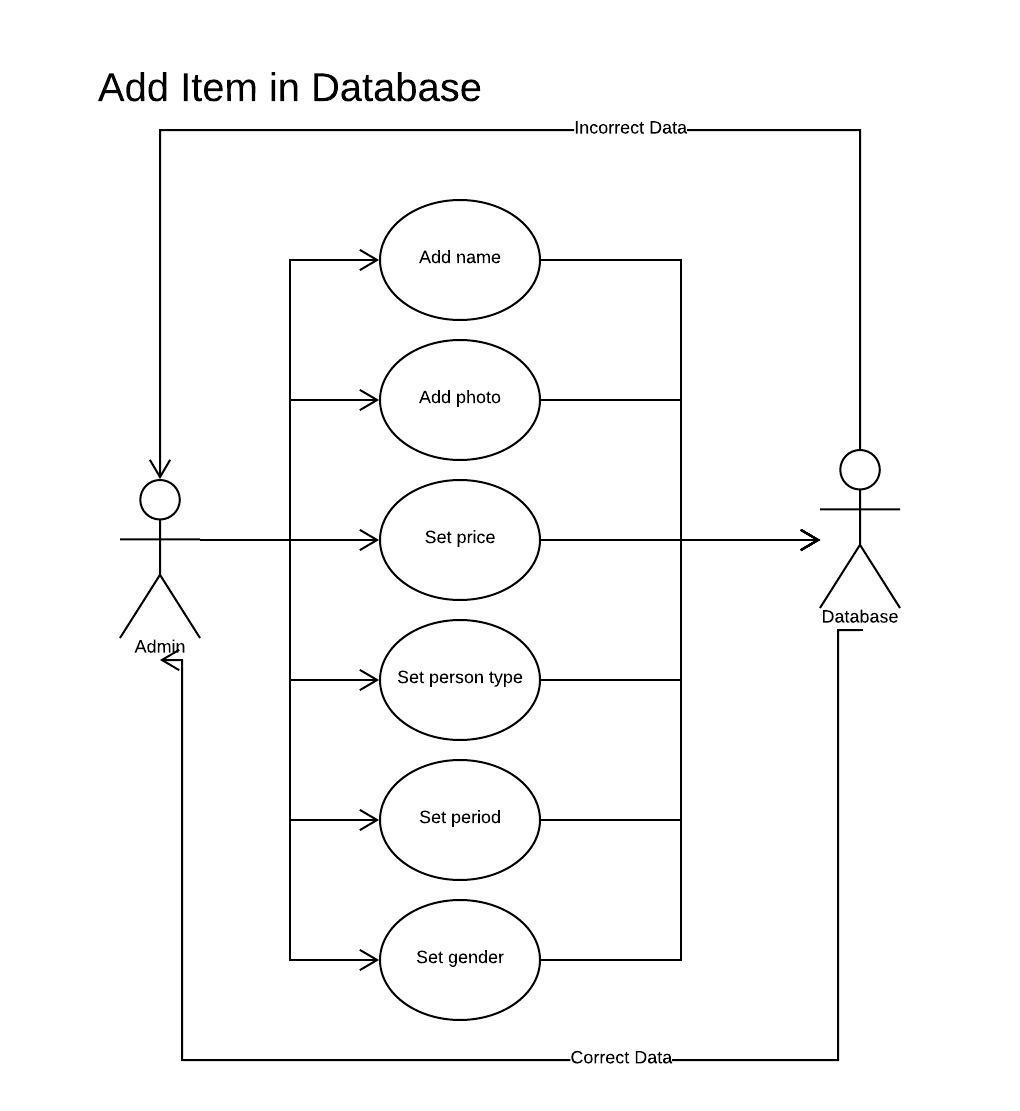 Add Item in Database
Incorrect Data
Add name
Add photo
Set price
Set person type
Set period
Set gender
Admin
Database
Correct Data